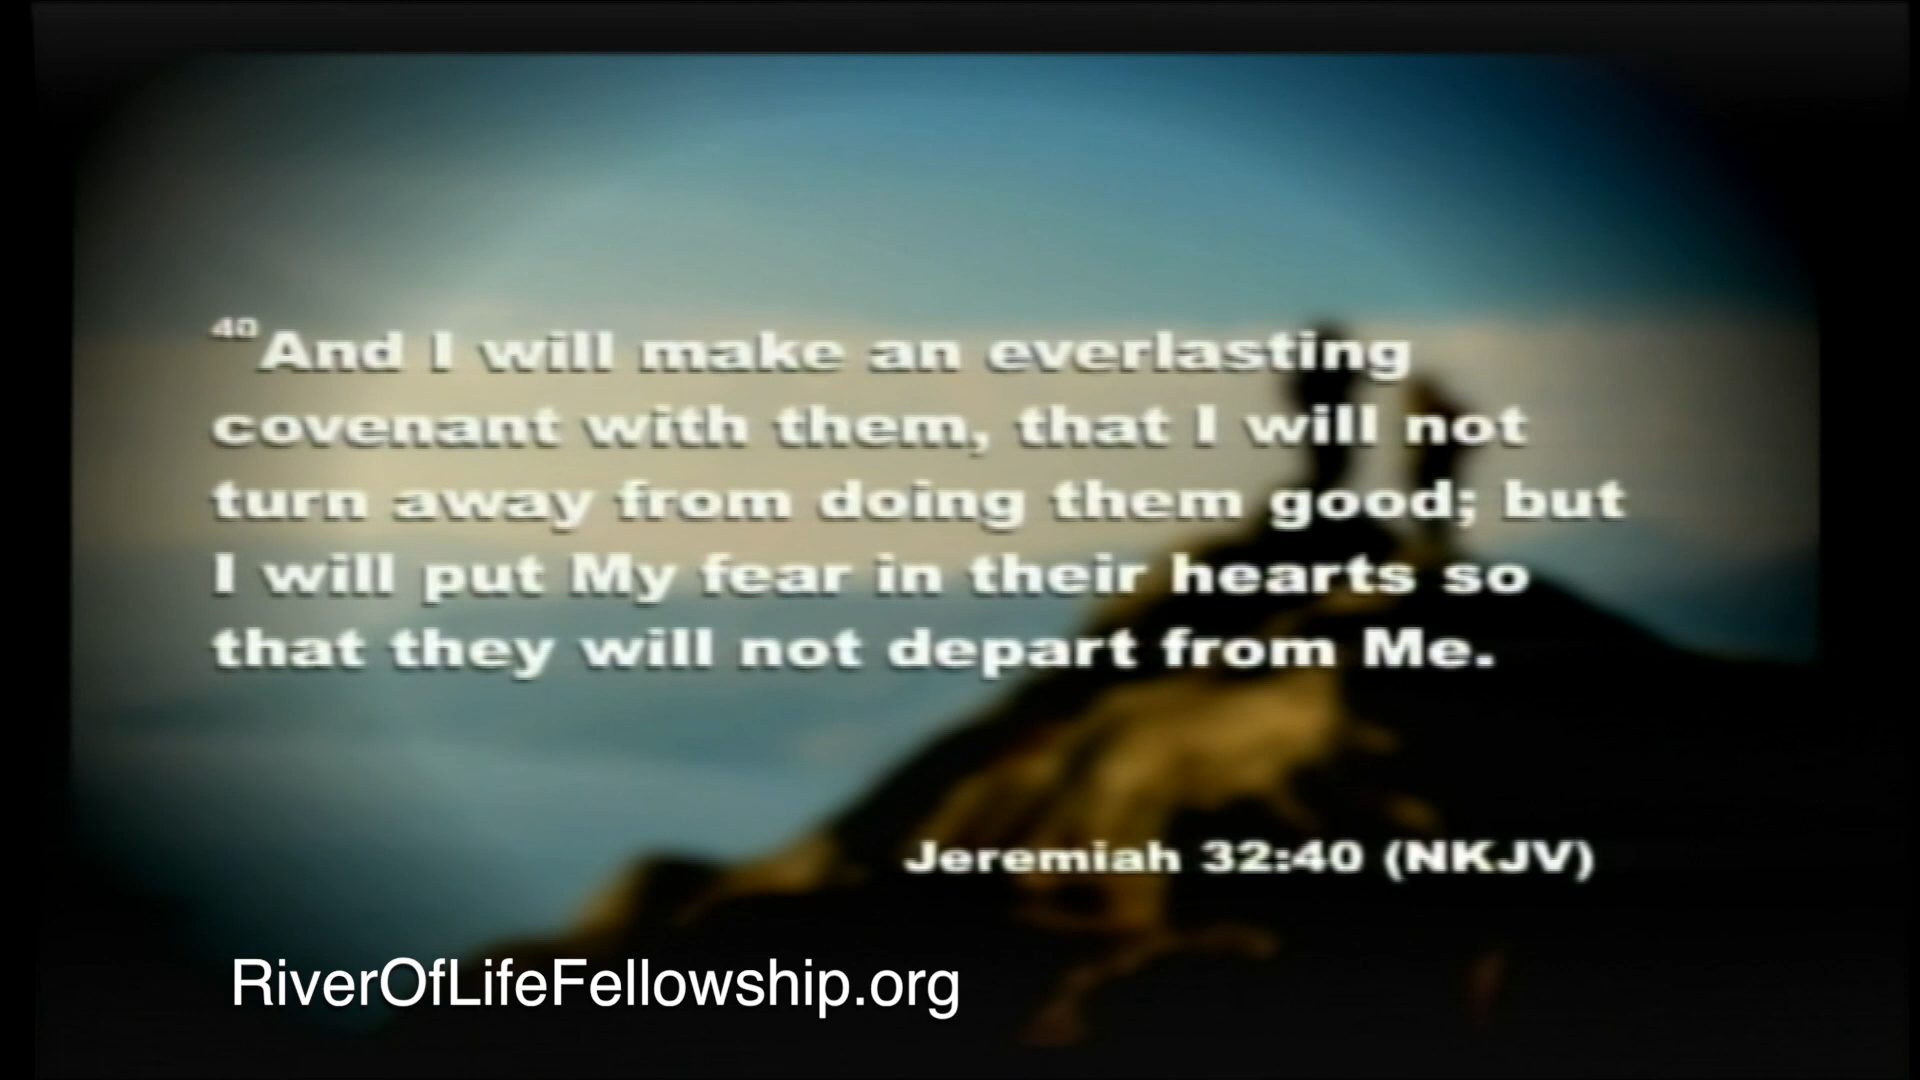 40And I will make an everlasting
covenant with them, that I will not
turn away from doing them good; but
I will put My fear in their hearts so
that they will not depart from Me.
Jeremiah 32:40 (NKJV)
RiverOfLifeFellowship.org